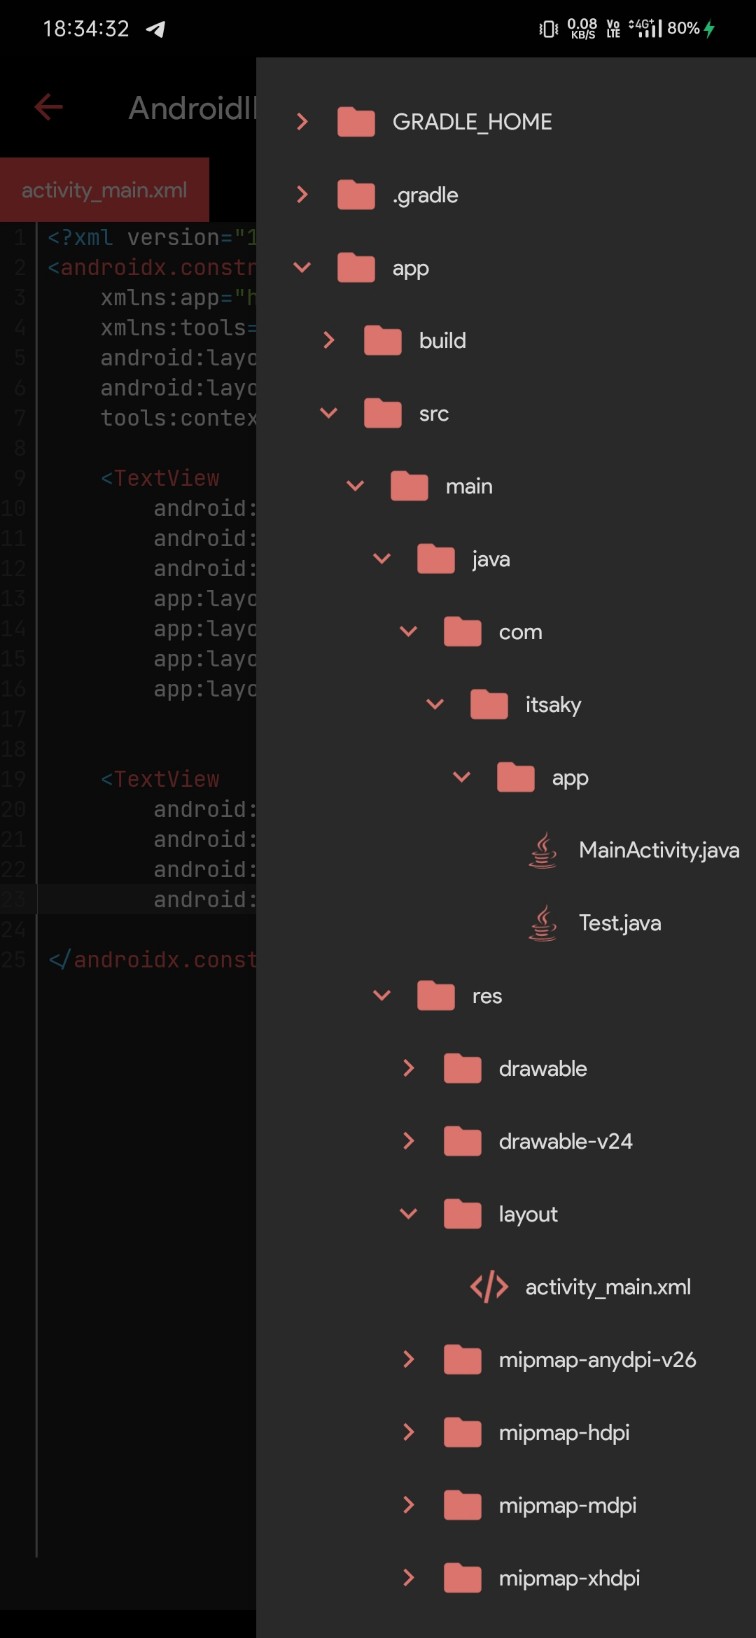 18:34:32
0.08 KB/S Vo LTE 4G+ 80%
AndroidI
activity_main.xml
1 <?xml version="1
2 <androidx.constr
3 xmlns:app="h
4 xmlns:tools=
5 android:layo
6 android:layo
7 tools:contex
8
9 <TextView
10 android:
11 android:
12 android:
13 app:layo
14 app:layo
15 app:layo
16 app:layo
17
18
19 <TextView
20 android:
21 android:
22 android:
23 android:
24
25 </androidx.const
GRADLE_HOME
.gradle
app
build
src
main
java
com
itsaky
app
MainActivity.java
Test.java
res
drawable
drawable-v24
layout
activity_main.xml
mipmap-anydpi-v26
mipmap-hdpi
mipmap-mdpi
mipmap-xhdpi